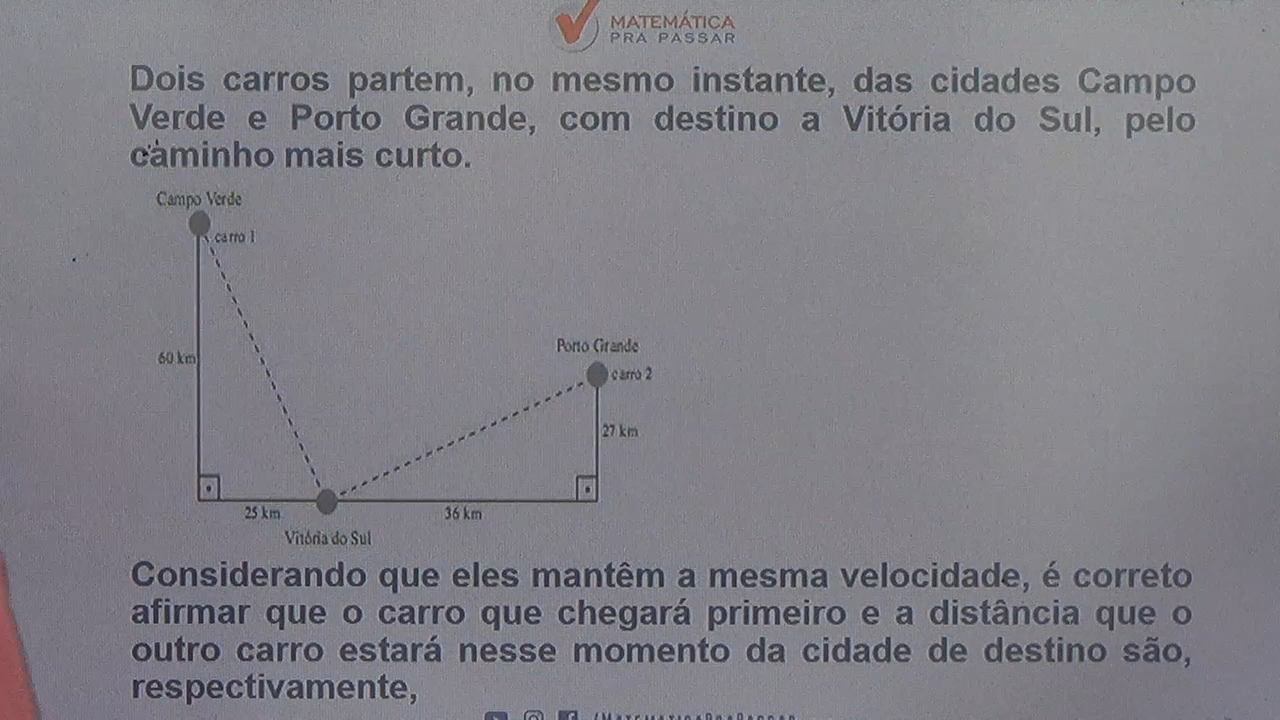 MATEMÁTICA
PRA PASSAR
Dois carros partem, no mesmo instante, das cidades Campo
Verde e Porto Grande, com destino a Vitória do Sul, pelo
caminho mais curto.
Campo Verde
carro 1
Porto Grande
60 km
carro 2
27 km
25 km
36 km
Vitória do Sul
Considerando que eles mantêm a mesma velocidade, é correto
afirmar que o carro que chegará primeiro e a distância que o
outro carro estará nesse momento da cidade de destino são,
respectivamente,
/MATEMATICAPRAPASSAR